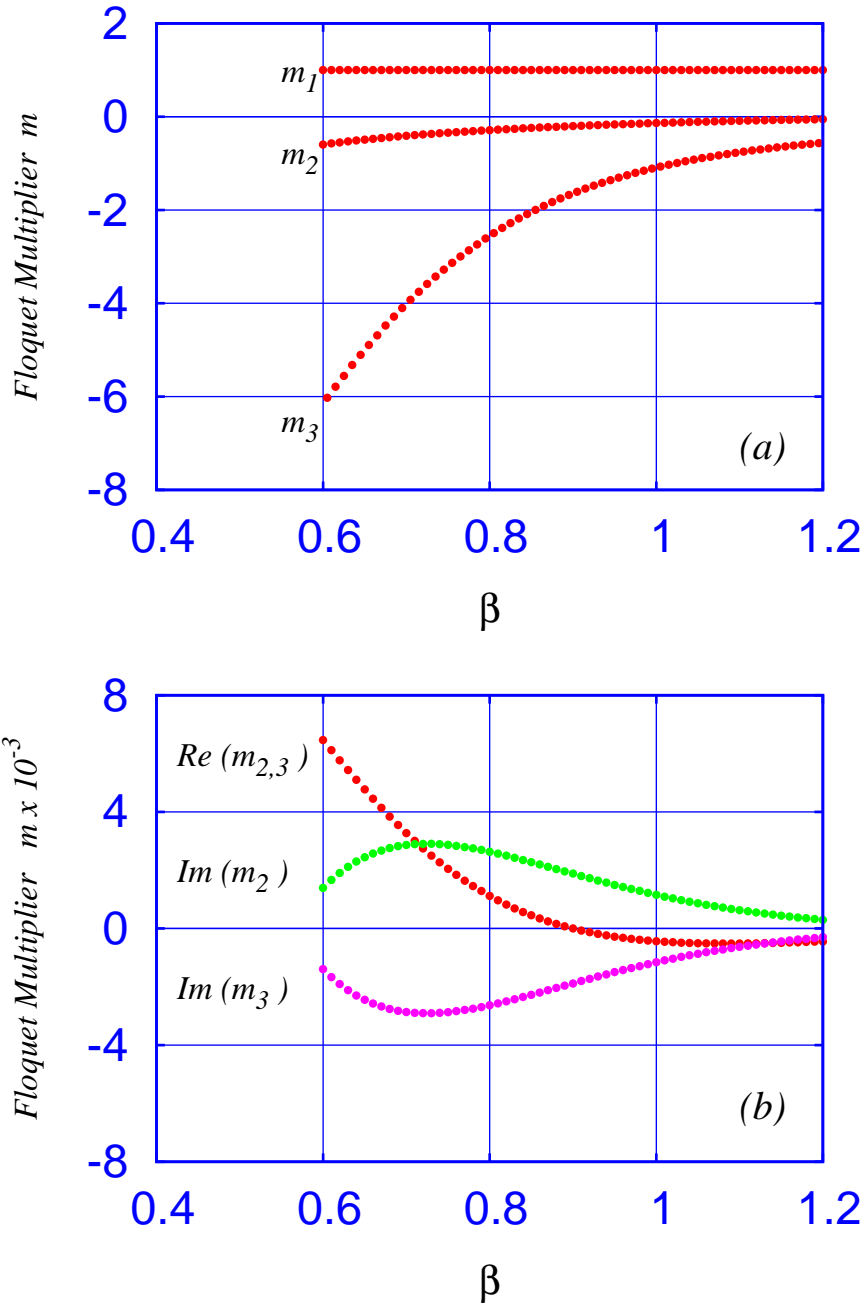 Floquet Multiplier m
2
0
-2
-4
-6
-8
m1
m2
m3
(a)
0.4 0.6 0.8 1 1.2
β
Floquet Multiplier m x 10-3
8
4
0
-4
-8
Re (m2,3 )
Im (m2 )
Im (m3 )
(b)
0.4 0.6 0.8 1 1.2
β